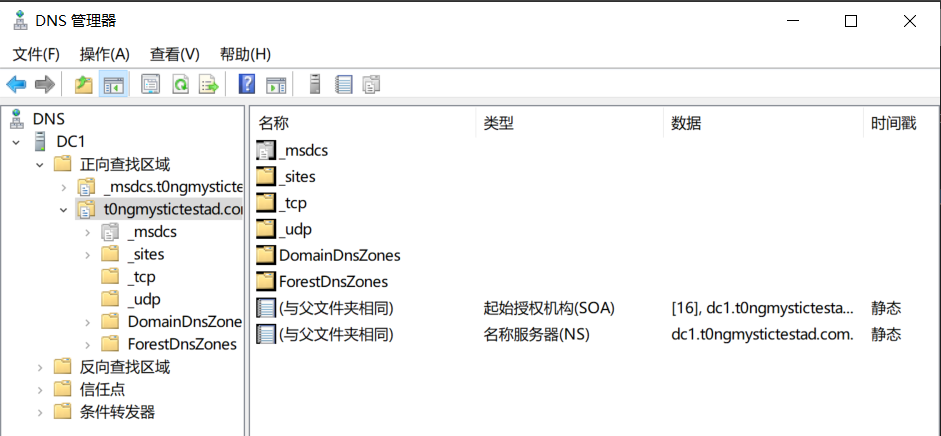 DNS 管理器
文件(F) 操作(A) 查看(V) 帮助(H)
DNS
DC1
正向查找区域
_msdcs.t0ngmysticte
t0ngmystictestad.co
_msdcs
_sites
_tcp
_udp
DomainDnsZone
ForestDnsZones
反向查找区域
信任点
条件转发器
名称 类型 数据 时间戳
_msdcs
_sites
_tcp
_udp
DomainDnsZones
ForestDnsZones
(与父文件夹相同) 起始授权机构(SOA) [16], dc1.t0ngmystictesta... 静态
(与父文件夹相同) 名称服务器(NS) dc1.t0ngmystictestad.com. 静态